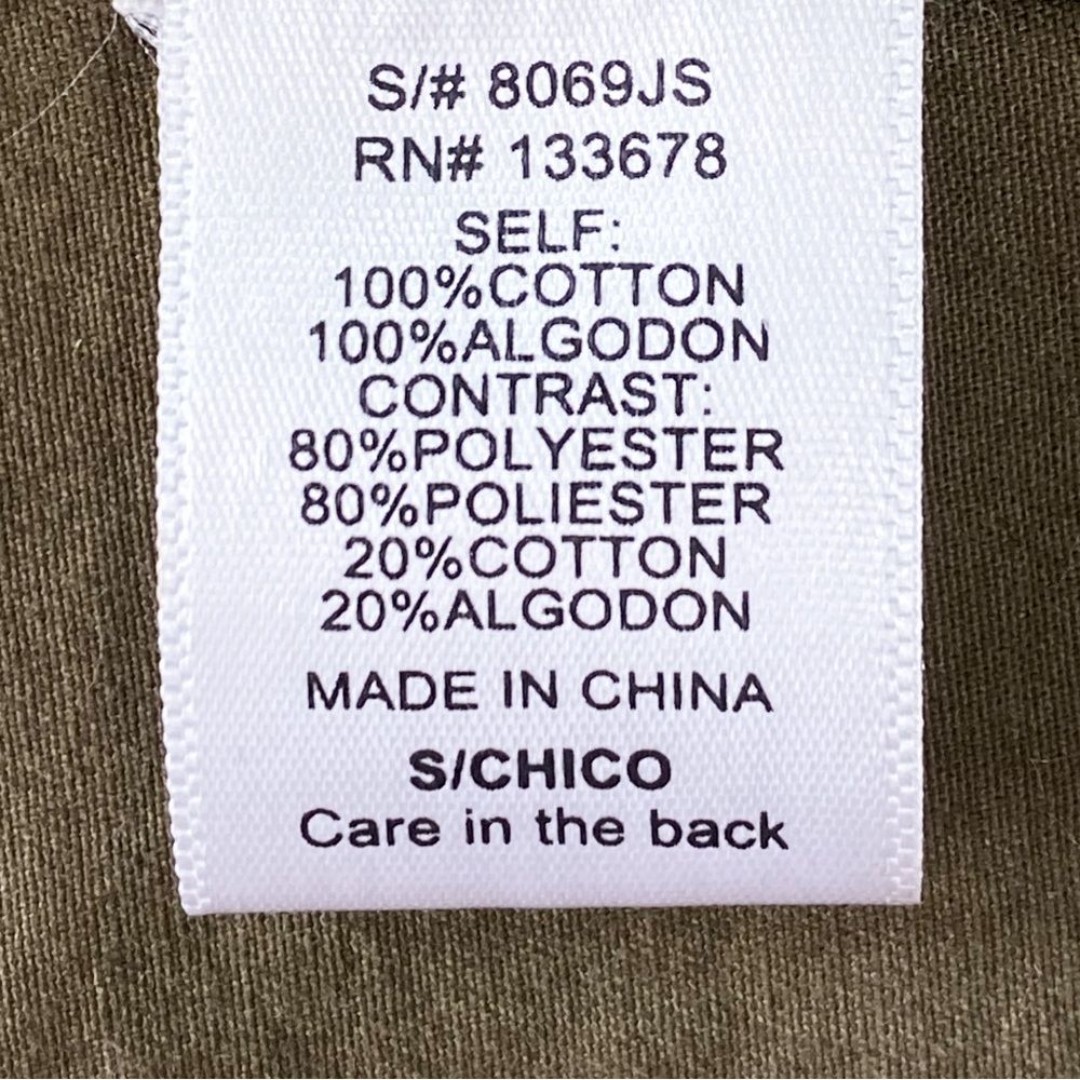 S/# 8069JS
RN# 133678
SELF:
100%COTTON
100%ALGODON
CONTRAST:
80%POLYESTER
80%POLIESTER
20%COTTON
20%ALGODON
MADE IN CHINA
S/CHICO
Care in the back